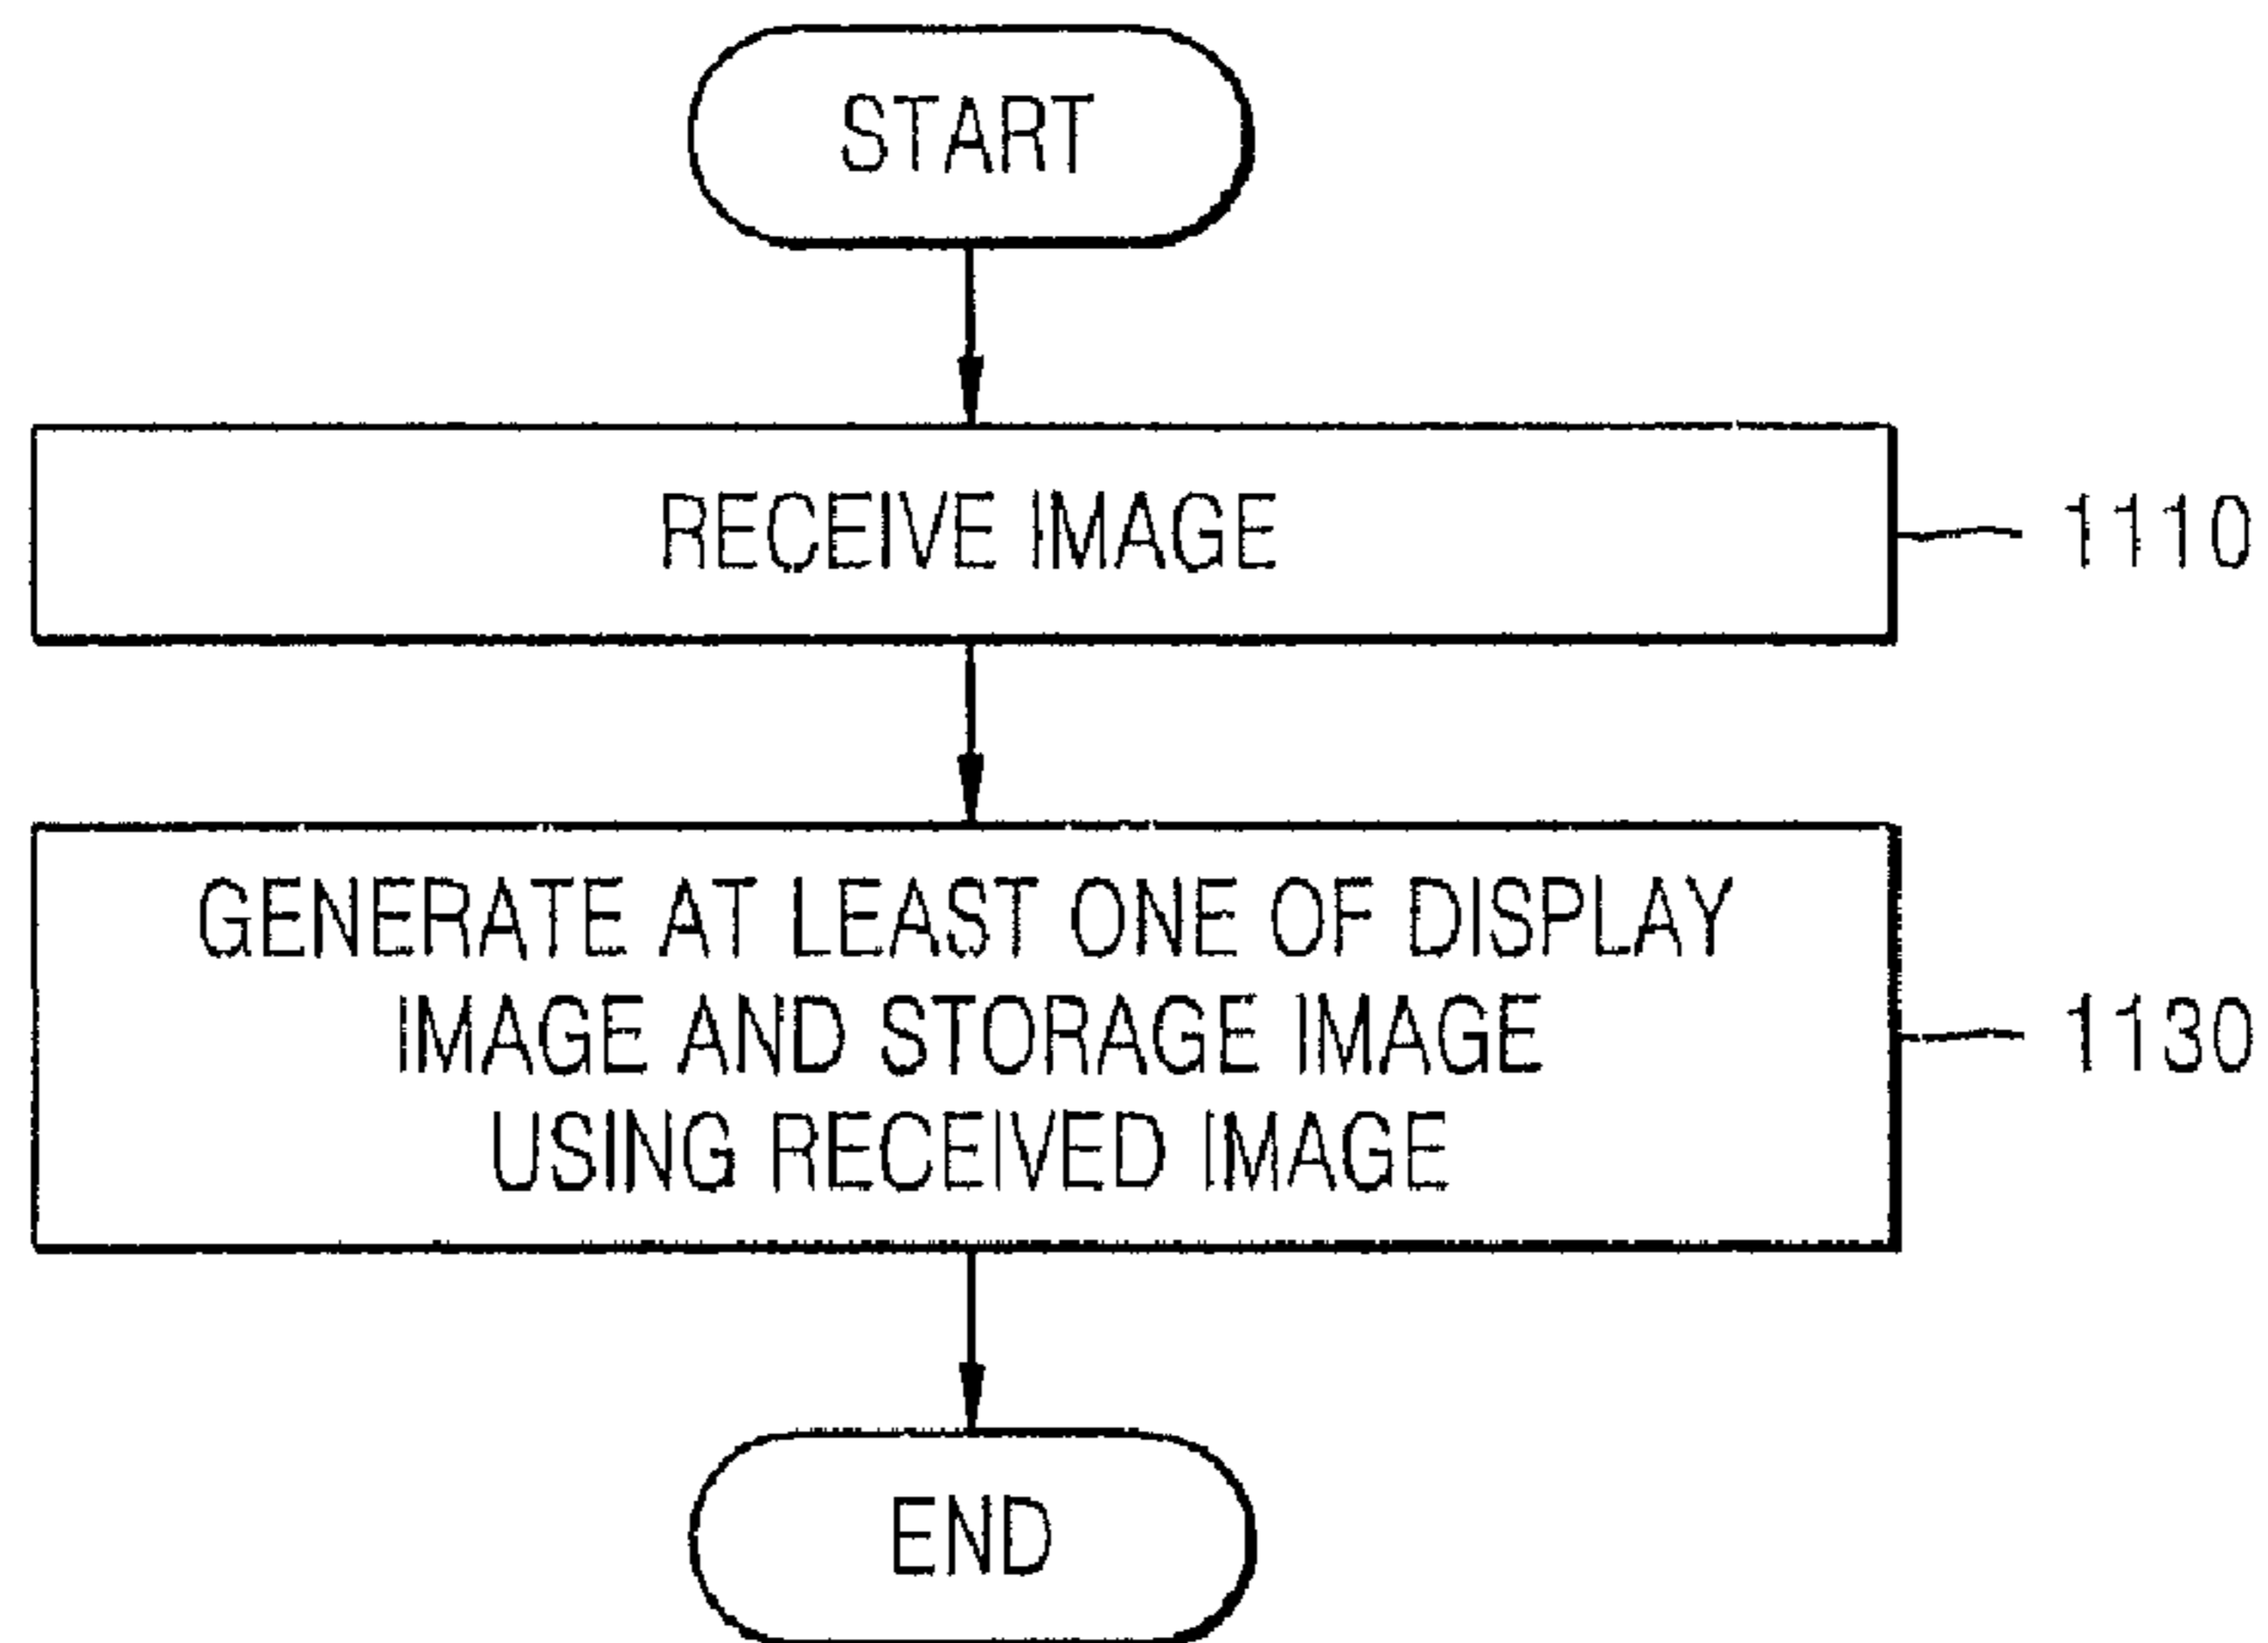 START
RECEIVE IMAGE
1110
GENERATE AT LEAST ONE OF DISPLAY
IMAGE AND STORAGE IMAGE
USING RECEIVED IMAGE
1130
END